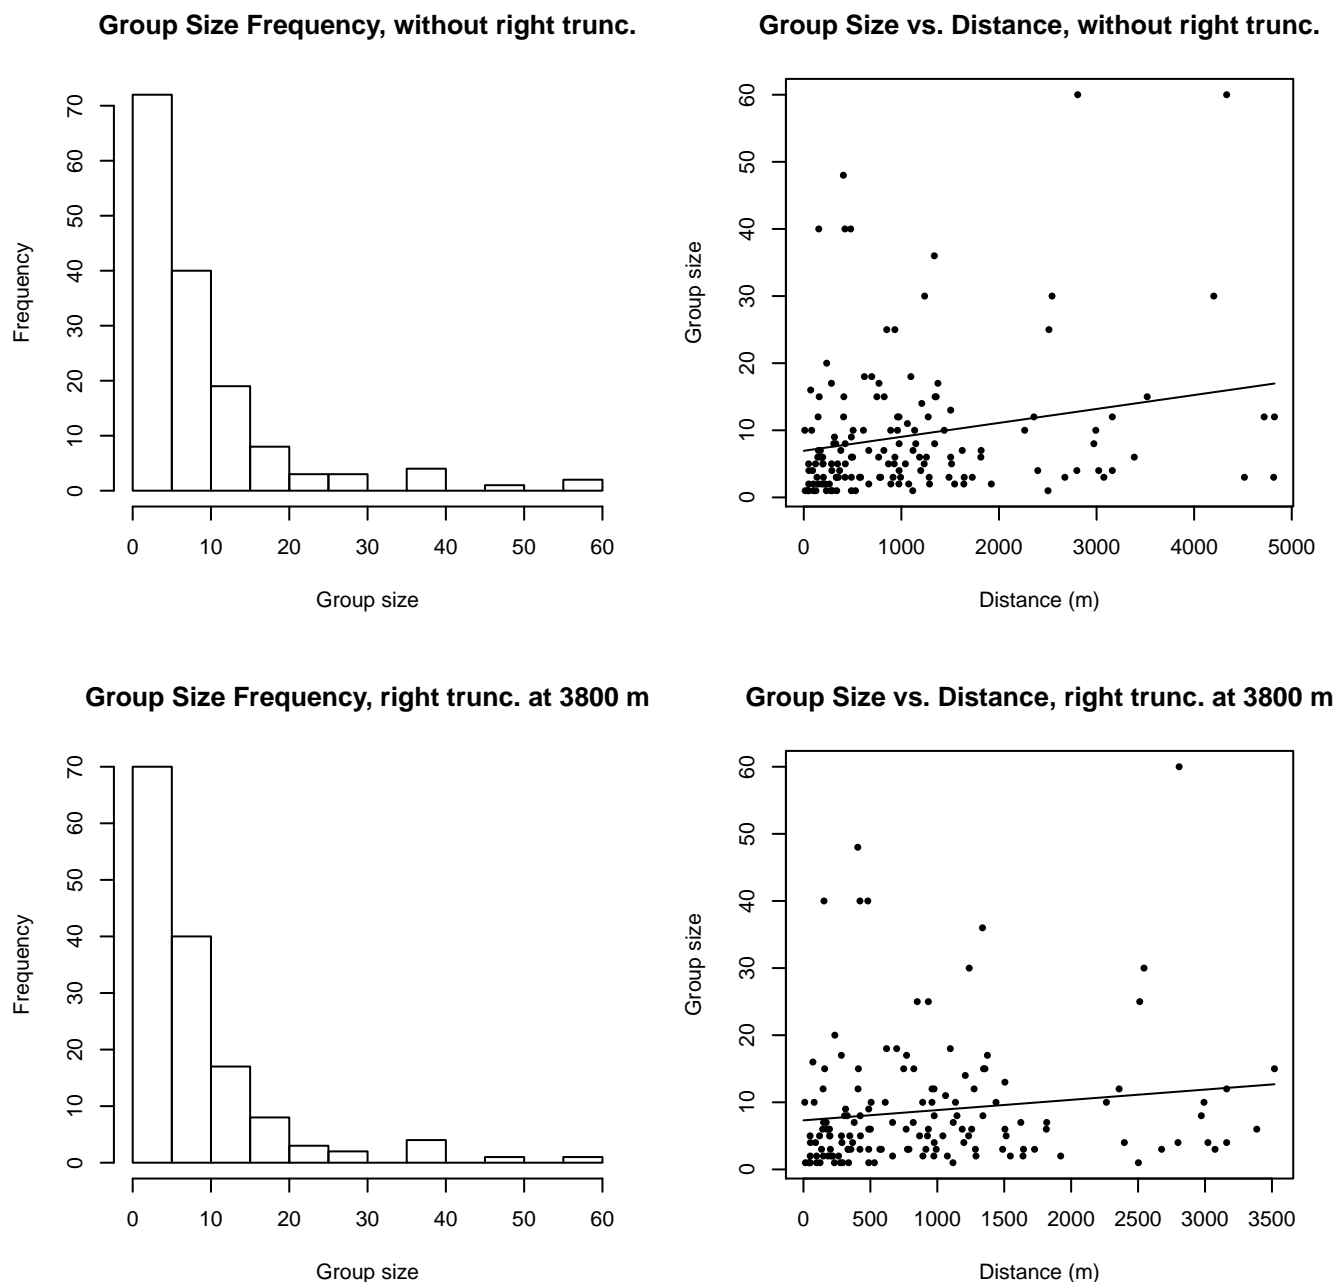 Group Size Frequency, without right trunc.
Frequency
0 10 20 30 40 50 60 70
0 10 20 30 40 50 60
Group size
Group Size vs. Distance, without right trunc.
Group size
0 10 20 30 40 50 60
0 1000 2000 3000 4000 5000
Distance (m)
Group Size Frequency, right trunc. at 3800 m
Frequency
0 10 20 30 40 50 60 70
0 10 20 30 40 50 60
Group size
Group Size vs. Distance, right trunc. at 3800 m
Group size
0 10 20 30 40 50 60
0 500 1000 1500 2000 2500 3000 3500
Distance (m)